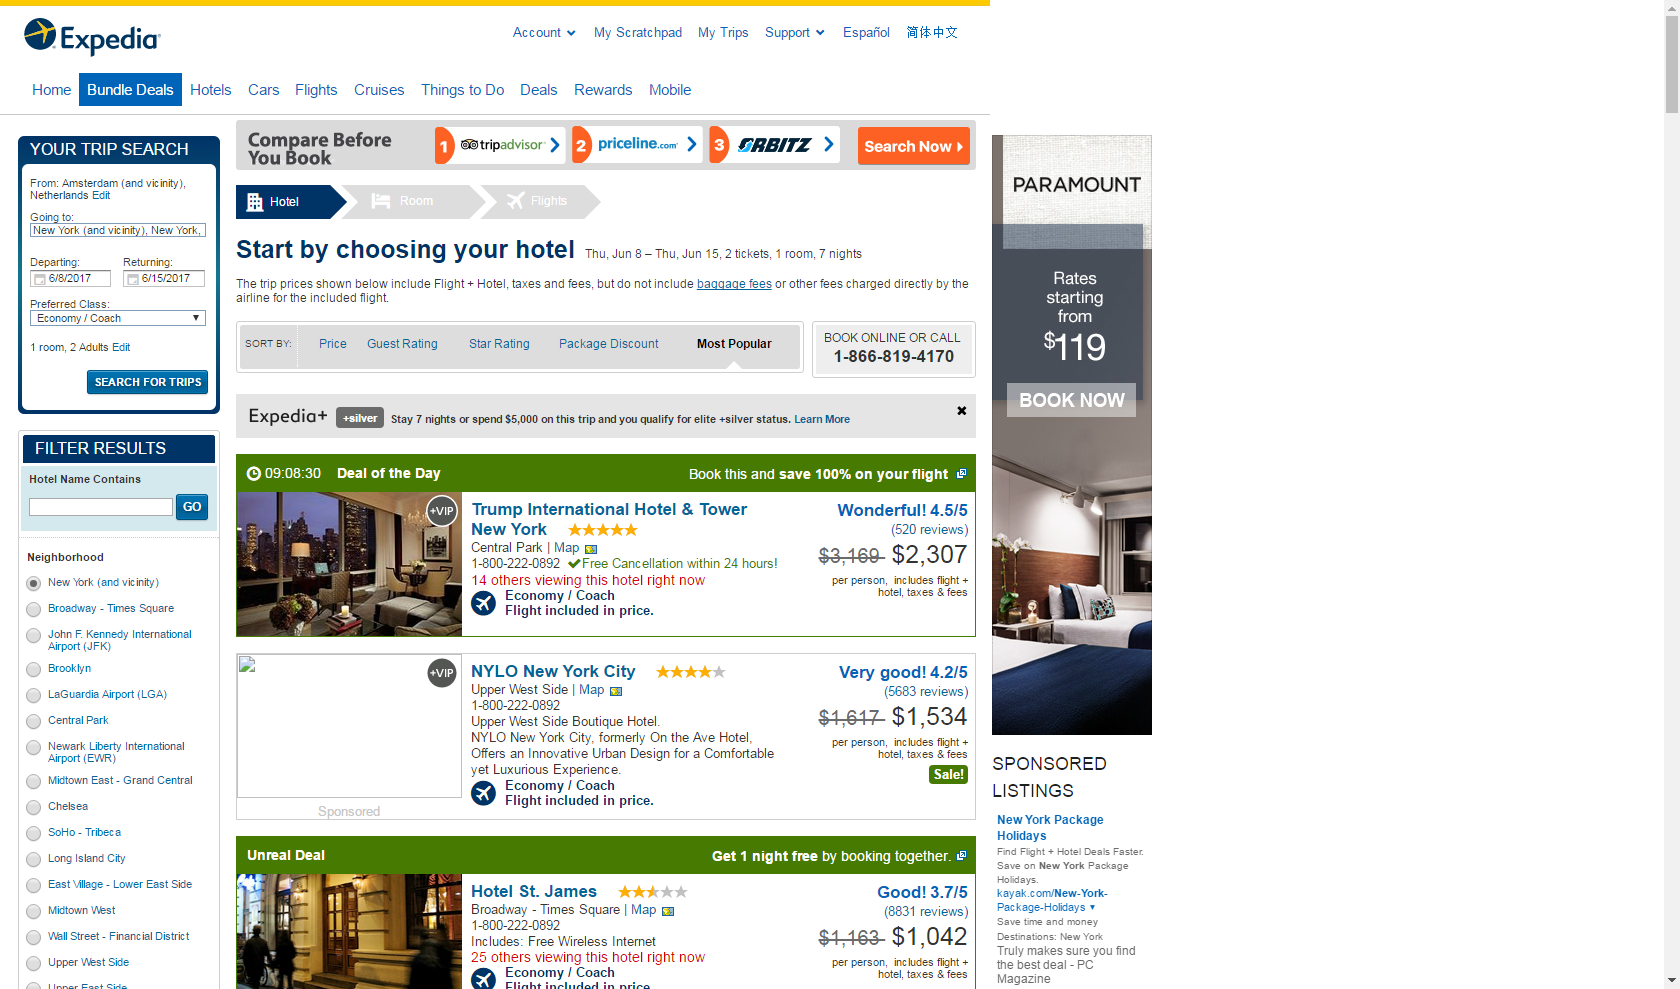 Expedia
Account
My Scratchpad
My Trips
Support
Español
简体中文
Home
Bundle Deals
Hotels
Cars
Flights
Cruises
Things to Do
Deals
Rewards
Mobile
YOUR TRIP SEARCH
From: Amsterdam (and vicinity),
Netherlands Edit
Going to:
New York (and vicinity), New York,
Departing:
Returning:
6/8/2017
6/15/2017
Preferred Class:
Economy / Coach
1 room, 2 Adults Edit
SEARCH FOR TRIPS
FILTER RESULTS
Hotel Name Contains
GO
Neighborhood
New York (and vicinity)
Broadway - Times Square
John F. Kennedy International
Airport (JFK)
Brooklyn
LaGuardia Airport (LGA)
Central Park
Newark Liberty International
Airport (EWR)
Midtown East - Grand Central
Chelsea
SoHo - Tribeca
Long Island City
East Village - Lower East Side
Midtown West
Wall Street - Financial District
Upper West Side
Upper East Side
Compare Before
You Book
1 tripadvisor
2 priceline.com
3 ORBITZ
Search Now
Hotel
Room
Flights
Start by choosing your hotel Thu, Jun 8 – Thu, Jun 15, 2 tickets, 1 room, 7 nights
The trip prices shown below include Flight + Hotel, taxes and fees, but do not include baggage fees or other fees charged directly by the
airline for the included flight.
SORT BY:
Price
Guest Rating
Star Rating
Package Discount
Most Popular
BOOK ONLINE OR CALL
1-866-819-4170
Expedia+ +silver Stay 7 nights or spend $5,000 on this trip and you qualify for elite +silver status. Learn More
09:08:30 Deal of the Day
Book this and save 100% on your flight
+VIP
Trump International Hotel & Tower
New York
Central Park | Map
1-800-222-0892 Free Cancellation within 24 hours!
14 others viewing this hotel right now
Economy / Coach
Flight included in price.
Wonderful! 4.5/5
(520 reviews)
$3,169 $2,307
per person, includes flight +
hotel, taxes & fees
+VIP
Sponsored
NYLO New York City
Upper West Side | Map
1-800-222-0892
Upper West Side Boutique Hotel.
NYLO New York City, formerly On the Ave Hotel,
Offers an Innovative Urban Design for a Comfortable
yet Luxurious Experience.
Economy / Coach
Flight included in price.
Very good! 4.2/5
(5683 reviews)
$1,617 $1,534
per person, includes flight +
hotel, taxes & fees
Sale!
Unreal Deal
Get 1 night free by booking together.
Hotel St. James
Broadway - Times Square | Map
1-800-222-0892
Includes: Free Wireless Internet
25 others viewing this hotel right now
Economy / Coach
Flight included in price.
Good! 3.7/5
(8831 reviews)
$1,163 $1,042
per person, includes flight +
hotel, taxes & fees
PARAMOUNT
Rates
starting
from
$119
BOOK NOW
SPONSORED
LISTINGS
New York Package
Holidays
Find Flight + Hotel Deals Faster.
Save on New York Package
Holidays.
kayak.com/New-York-
Package-Holidays
Save time and money
Destinations: New York
Truly makes sure you find
the best deal - PC
Magazine